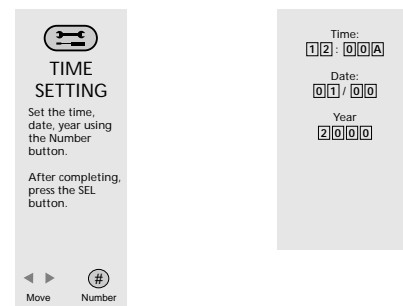 TIME
SETTING
Set the time,
date, year using
the Number
button.
After completing,
press the SEL
button.
#
Move Number
Time:
12:00A
Date:
01/00
Year
2000